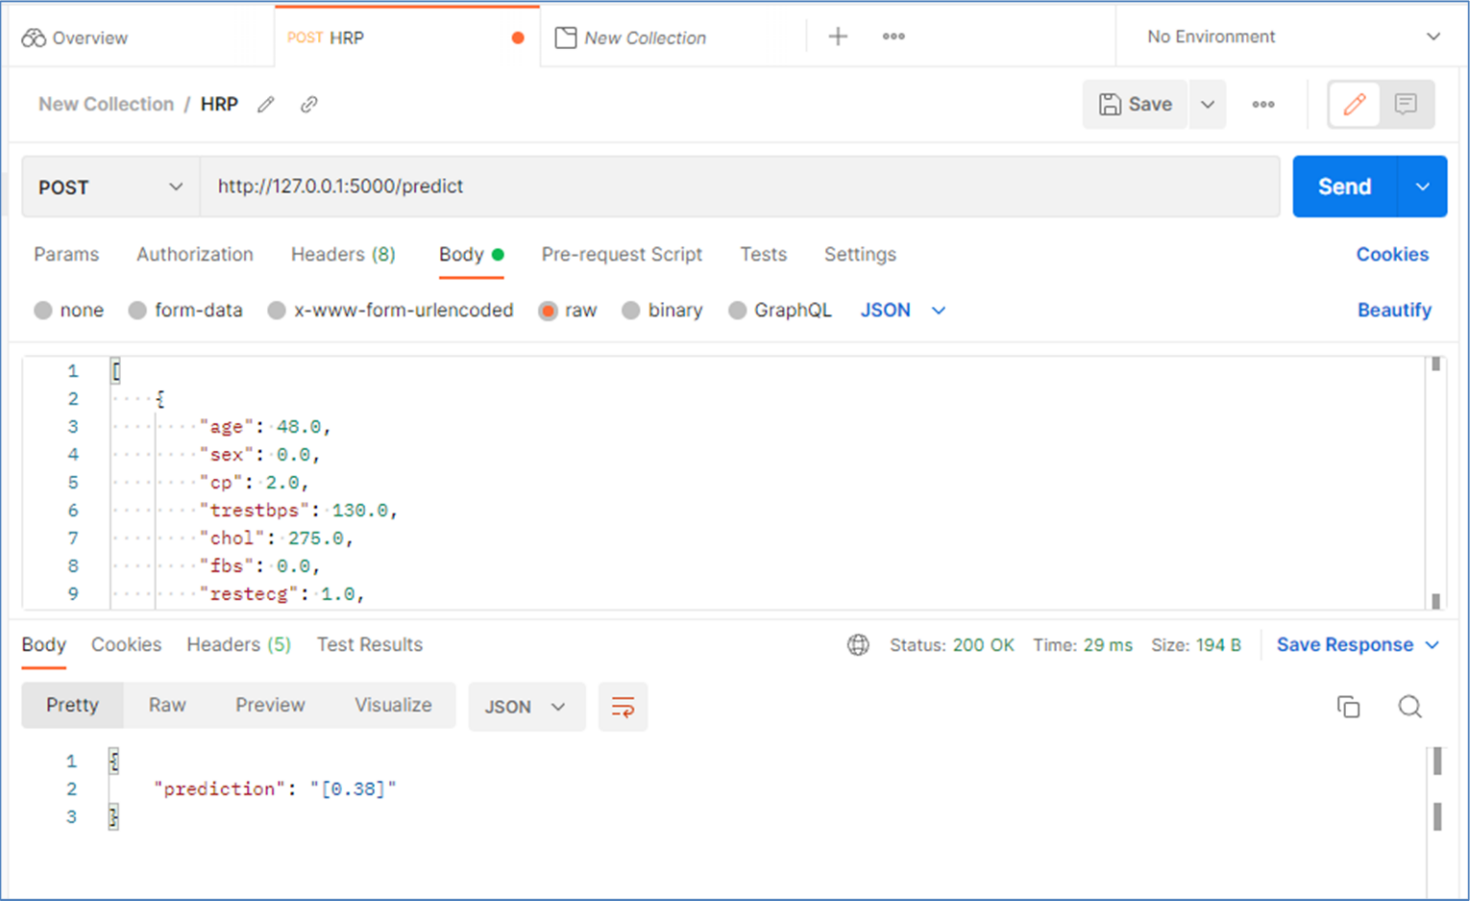 Overview POST HRP New Collection No Environment
New Collection / HRP Save
POST http://127.0.0.1:5000/predict Send
Params Authorization Headers (8) Body Pre-request Script Tests Settings Cookies
none form-data x-www-form-urlencoded raw binary GraphQL JSON Beautify
1 [
2 {
3 "age": 48.0,
4 "sex": 0.0,
5 "cp": 2.0,
6 "trestbps": 130.0,
7 "chol": 275.0,
8 "fbs": 0.0,
9 "restecg": 1.0,
Body Cookies Headers (5) Test Results Status: 200 OK Time: 29 ms Size: 194 B Save Response
Pretty Raw Preview Visualize JSON
1 {
2 "prediction": "[0.38]"
3 }